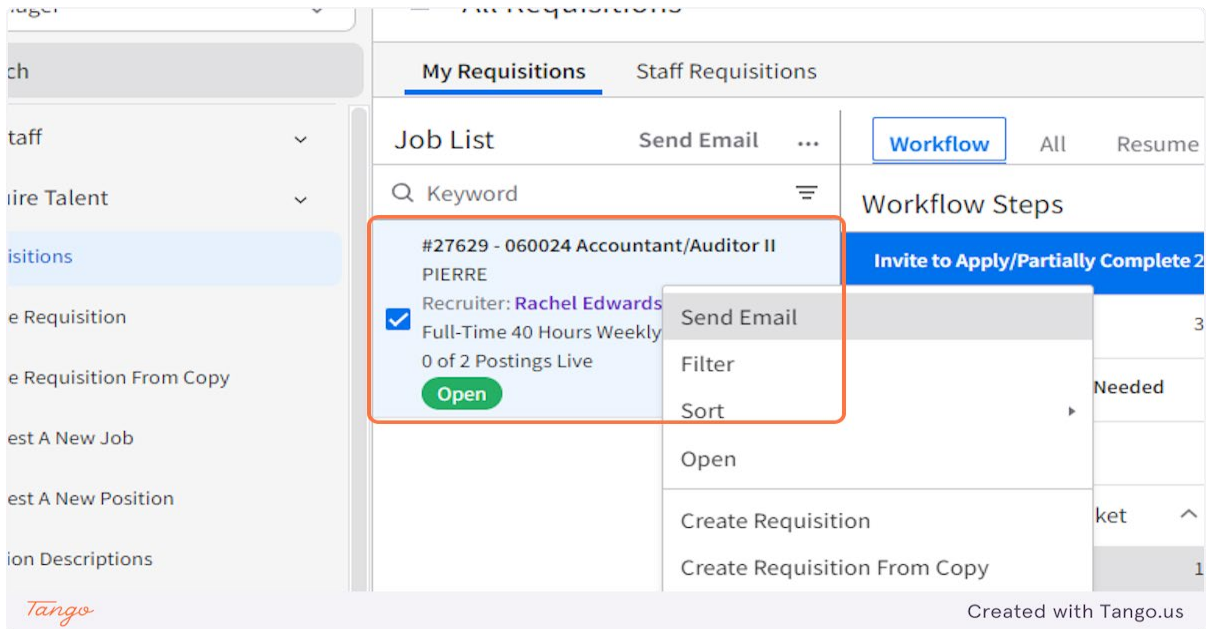 All Requisitions
ch
My Requisitions
Staff Requisitions
taff
Job List
Send Email
...
Workflow
All
Resume
ire Talent
Keyword
Workflow Steps
isitions
#27629 - 060024 Accountant/Auditor II
PIERRE
Recruiter: Rachel Edwards
Full-Time 40 Hours Weekly
0 of 2 Postings Live
Open
Invite to Apply/Partially Complete 2
3
Needed
ket
1
e Requisition
e Requisition From Copy
est A New Job
est A New Position
ion Descriptions
Send Email
Filter
Sort
Open
Create Requisition
Create Requisition From Copy
Tango
Created with Tango.us